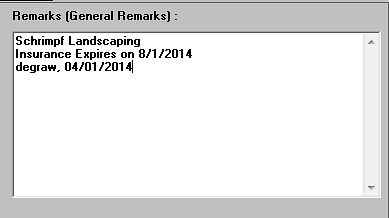 Remarks (General Remarks) :
Schrimpf Landscaping
Insurance Expires on 8/1/2014
degraw, 04/01/2014